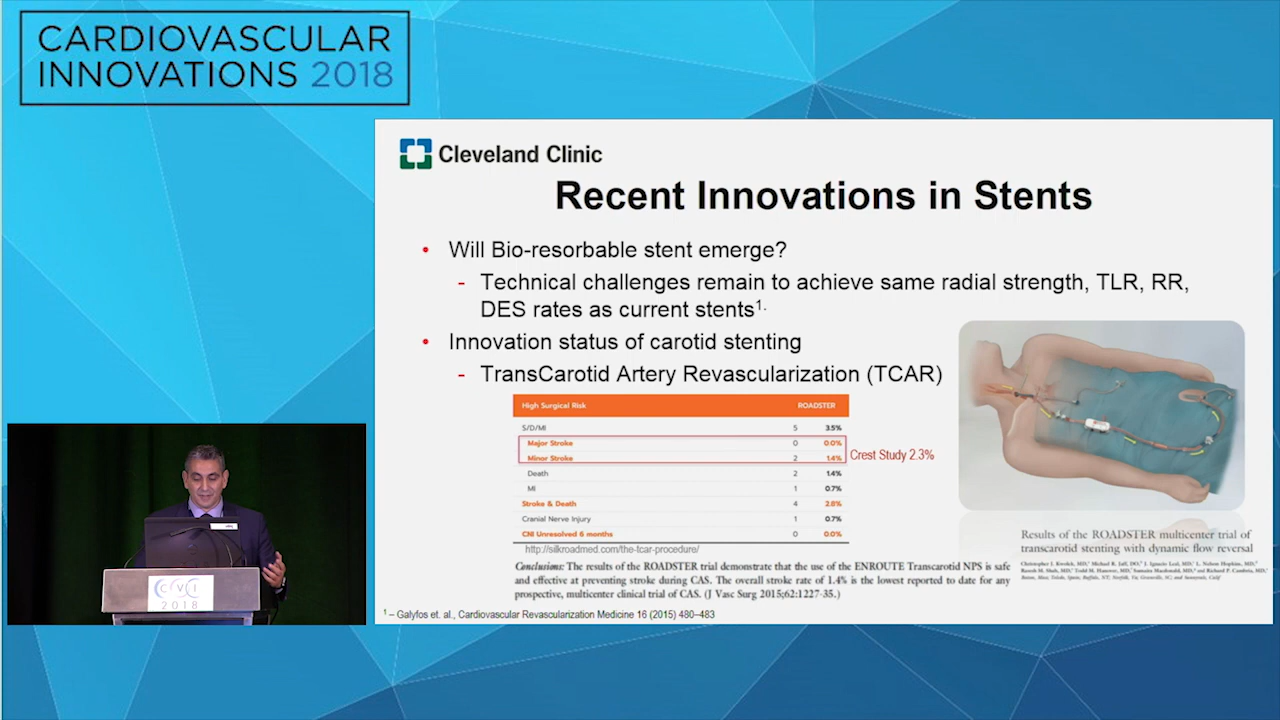 CARDIOVASCULAR
INNOVATIONS 2018
Cleveland Clinic
Recent Innovations in Stents
• Will Bio-resorbable stent emerge?
- Technical challenges remain to achieve same radial strength, TLR, RR,
DES rates as current stents1.
• Innovation status of carotid stenting
- TransCarotid Artery Revascularization (TCAR)
High Surgical Risk ROADSTER
S/D/MI 5 3.5%
Major Stroke 0 0.0%
Minor Stroke 2 1.4%
Death 2 1.4%
MI 1 0.7%
Stroke & Death 4 2.8%
Cranial Nerve Injury 1 0.7%
CNI Unresolved 6 months 0 0.0%
Crest Study 2.3%
http://silkroadmed.com/the-tcar-procedure/
Conclusions: The results of the ROADSTER trial demonstrate that the use of the ENROUTE Transcarotid NPS is safe
and effective at preventing stroke during CAS. The overall stroke rate of 1.4% is the lowest reported to date for any
prospective, multicenter clinical trial of CAS. (J Vasc Surg 2015;62:1227-35.)
Results of the ROADSTER multicenter trial of
transcarotid stenting with dynamic flow reversal
1 – Galyfos et. al., Cardiovascular Revascularization Medicine 16 (2015) 480–483
CVCT
2018